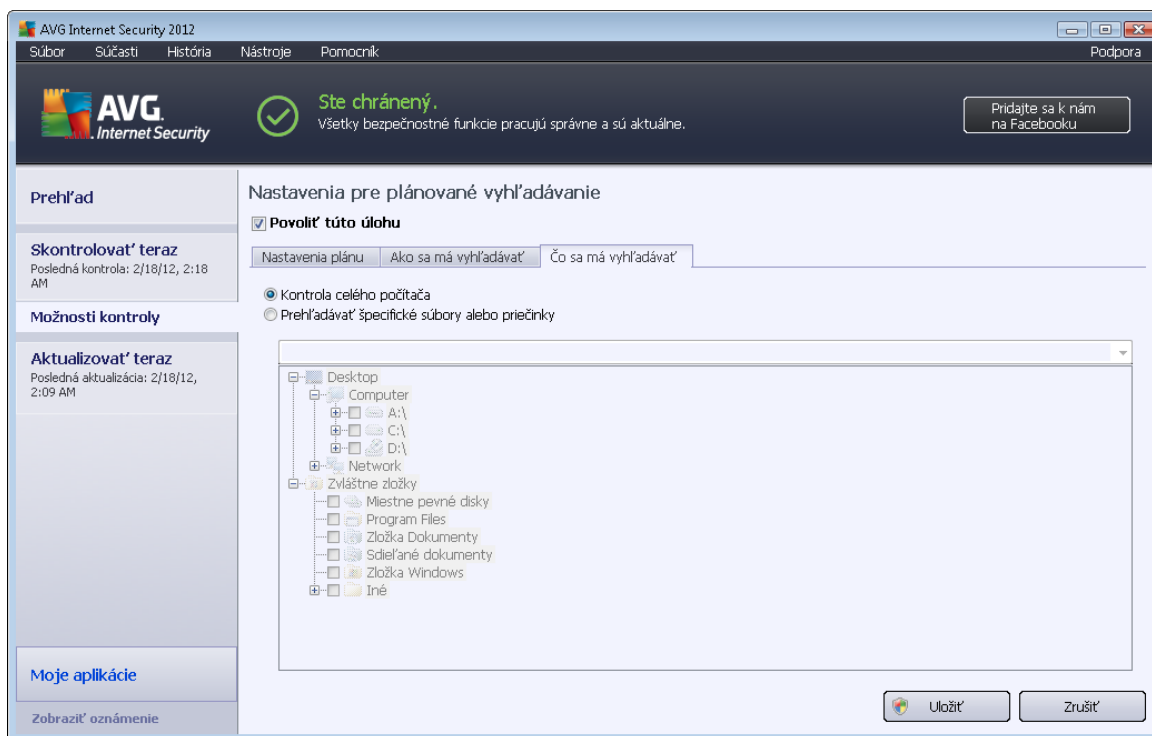 AVG Internet Security 2012
Súbor Súčasti História Nástroje Pomocník Podpora
AVG.
Internet Security
Ste chránený.
Všetky bezpečnostné funkcie pracujú správne a sú aktuálne.
Pridajte sa k nám
na Facebooku
Prehľad
Skontrolovať teraz
Posledná kontrola: 2/18/12, 2:18
AM
Možnosti kontroly
Aktualizovať teraz
Posledná aktualizácia: 2/18/12,
2:09 AM
Moje aplikácie
Zobraziť oznámenie
Nastavenia pre plánované vyhľadávanie
Povoliť túto úlohu
Nastavenia plánu Ako sa má vyhľadávať Čo sa má vyhľadávať
Kontrola celého počítača
Prehľadávať špecifické súbory alebo priečinky
Desktop
Computer
A:\
C:\
D:\
Network
Zvláštne zložky
Miestne pevné disky
Program Files
Zložka Dokumenty
Sdieľané dokumenty
Zložka Windows
Iné
Uložiť Zrušiť